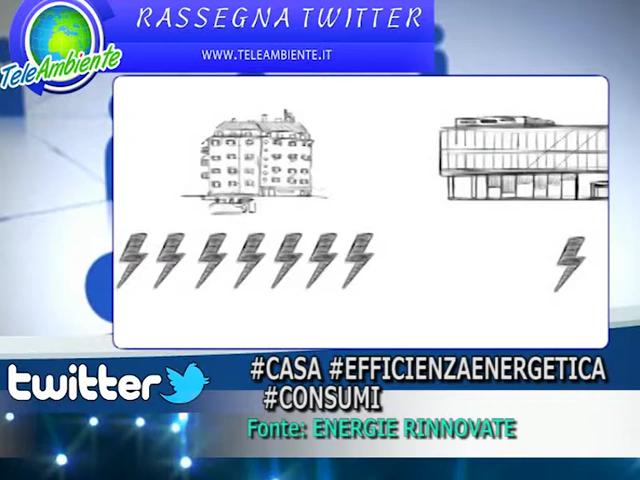 RASSEGNA TWITTER
WWW.TELEAMBIENTE.IT
TeleAmbiente
twitter
#CASA #EFFICIENZAENERGETICA
#CONSUMI
Fonte: ENERGIE RINNOVATE